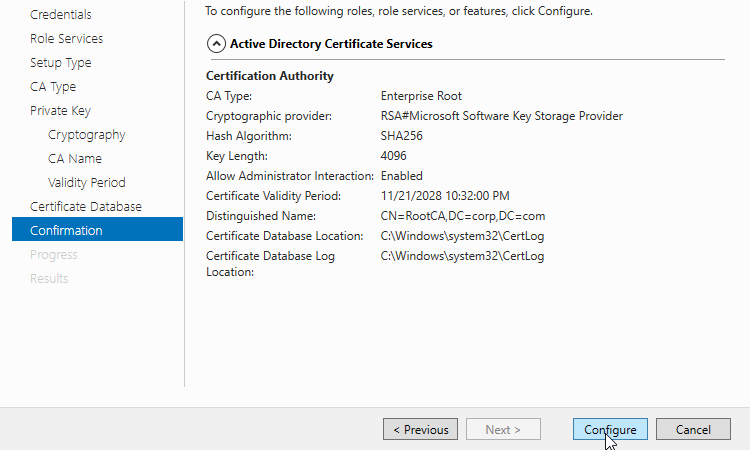 To configure the following roles, role services, or features, click Configure.
Credentials
Role Services
Setup Type
CA Type
Private Key
Cryptography
CA Name
Validity Period
Certificate Database
Confirmation
Progress
Results
Active Directory Certificate Services
Certification Authority
CA Type: Enterprise Root
Cryptographic provider: RSA#Microsoft Software Key Storage Provider
Hash Algorithm: SHA256
Key Length: 4096
Allow Administrator Interaction: Enabled
Certificate Validity Period: 11/21/2028 10:32:00 PM
Distinguished Name: CN=RootCA,DC=corp,DC=com
Certificate Database Location: C:\Windows\system32\CertLog
Certificate Database Log C:\Windows\system32\CertLog
Location:
< Previous Next > Configure Cancel